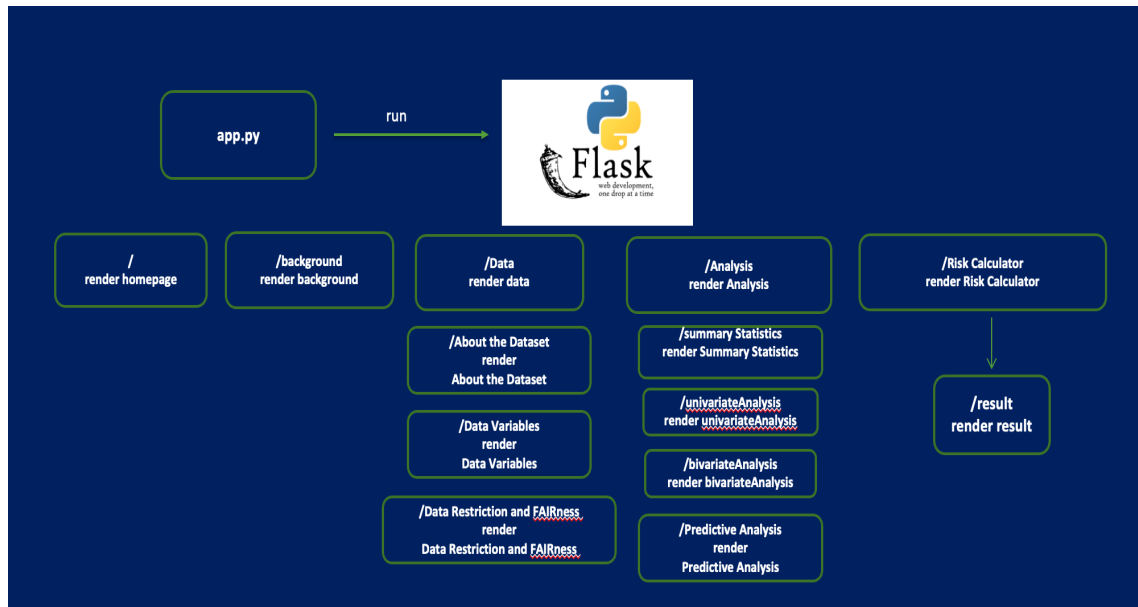 app.py
run
Flask
web development,
one drop at a time
/
render homepage
/background
render background
/Data
render data
/About the Dataset
render
About the Dataset
/Data Variables
render
Data Variables
/Data Restriction and FAIRness
render
Data Restriction and FAIRness
/Analysis
render Analysis
/summary Statistics
render Summary Statistics
/univariateAnalysis
render univariateAnalysis
/bivariateAnalysis
render bivariateAnalysis
/Predictive Analysis
render
Predictive Analysis
/Risk Calculator
render Risk Calculator
/result
render result